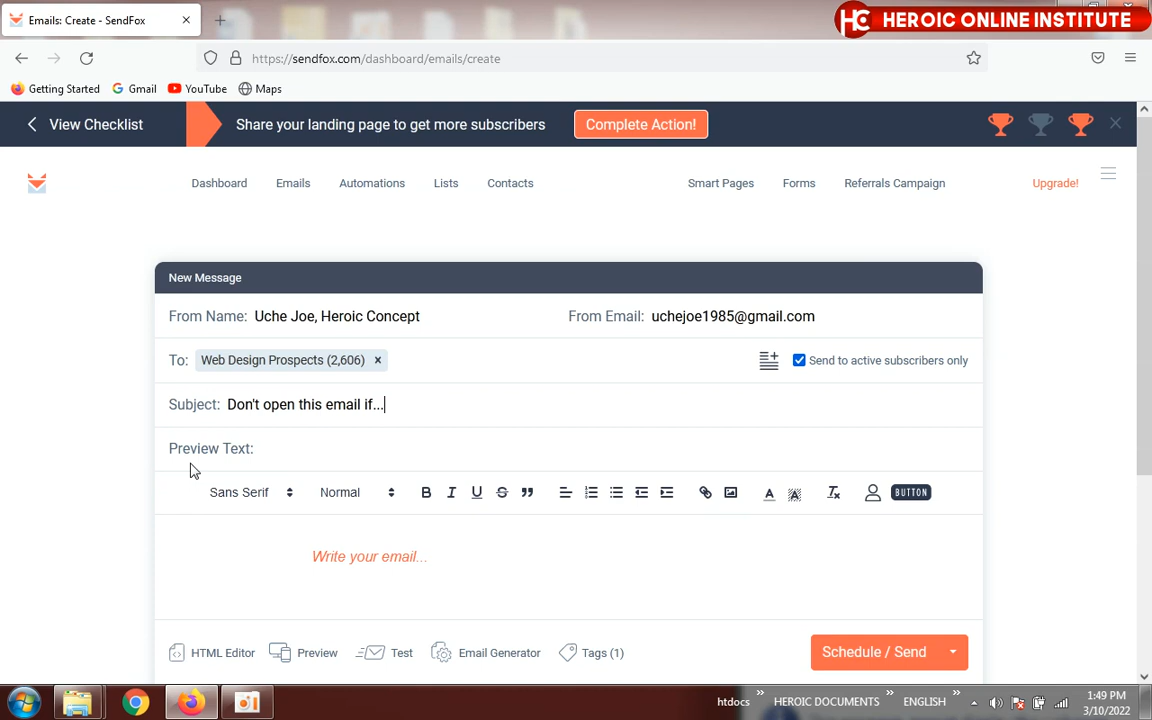 Emails: Create - SendFox
HEROIC ONLINE INSTITUTE
HC
https://sendfox.com/dashboard/emails/create
Getting Started Gmail YouTube Maps
View Checklist Share your landing page to get more subscribers Complete Action!
Dashboard Emails Automations Lists Contacts Smart Pages Forms Referrals Campaign Upgrade!
New Message
From Name: Uche Joe, Heroic Concept From Email: uchejoe1985@gmail.com
To: Web Design Prospects (2,606) × Send to active subscribers only
Subject: Don't open this email if...
Preview Text:
Sans Serif Normal B I U S BUTTON
Write your email...
HTML Editor Preview Test Email Generator Tags (1) Schedule / Send
htdocs HEROIC DOCUMENTS ENGLISH 1:49 PM
3/10/2022